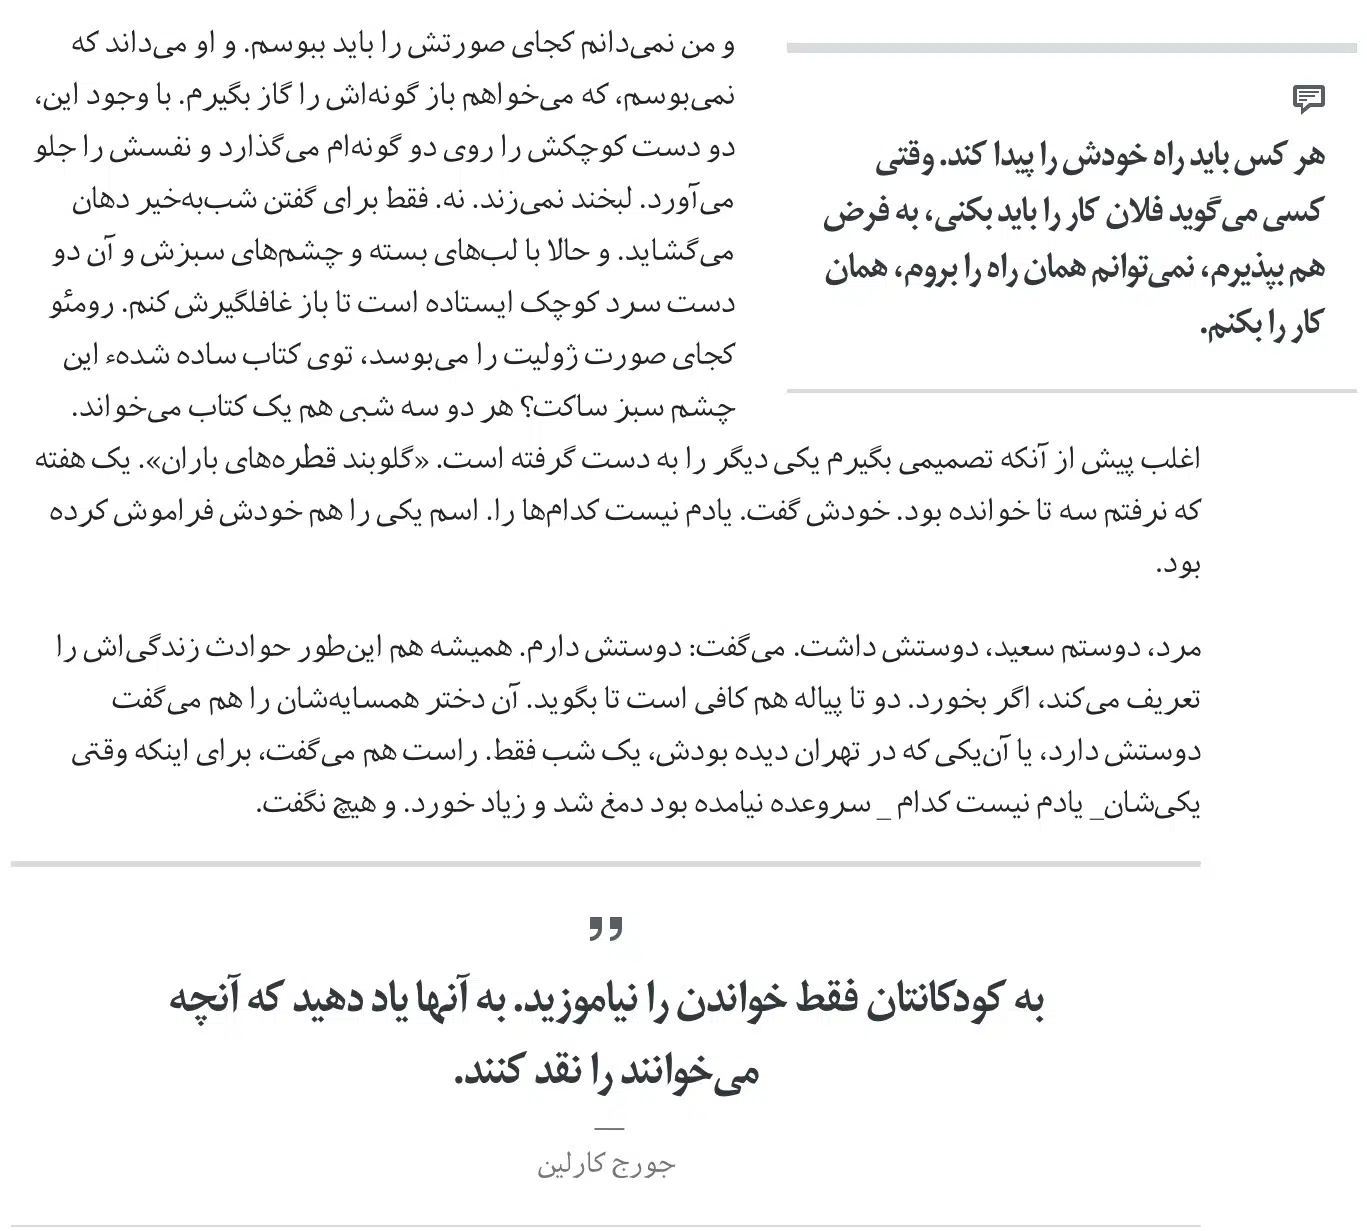 هر کس باید راه خودش را پیدا کند. وقتی
کسی می‌گوید فلان کار را باید بکنی، به فرض
هم بپذیرم، نمی‌توانم همان راه را بروم، همان
کار را بکنم.
و من نمی‌دانم کجای صورتش را باید ببوسم. و او می‌داند که
نمی‌بوسم، که می‌خواهم باز گونه‌اش را گاز بگیرم. با وجود این،
دو دست کوچکش را روی دو گونه‌ام می‌گذارد و نفسش را جلو
می‌آورد. لبخند نمی‌زند. نه. فقط برای گفتن شب‌به‌خیر دهان
می‌گشاید. و حالا با لب‌های بسته و چشم‌های سبزش و آن دو
دست سرد کوچک ایستاده است تا باز غافلگیرش کنم. رومئو
کجای صورت ژولیت را می‌بوسد، توی کتاب ساده شدهء این
چشم سبز ساکت؟ هر دو سه شبی هم یک کتاب می‌خواند.
اغلب پیش از آنکه تصمیمی بگیرم یکی دیگر را به دست گرفته است. «گلوبند قطره‌های باران». یک هفته
که نرفتم سه تا خوانده بود. خودش گفت. یادم نیست کدام‌ها را. اسم یکی را هم خودش فراموش کرده
بود.
مرد، دوستم سعید، دوستش داشت. می‌گفت: دوستش دارم. همیشه هم این‌طور حوادث زندگی‌اش را
تعریف می‌کند، اگر بخورد. دو تا پیاله هم کافی است تا بگوید. آن دختر همسایه‌شان را هم می‌گفت
دوستش دارد، یا آن‌یکی که در تهران دیده بودش، یک شب فقط. راست هم می‌گفت، برای اینکه وقتی
یکی‌شان_ یادم نیست کدام _ سروعده نیامده بود دمغ شد و زیاد خورد. و هیچ نگفت.
به کودکانتان فقط خواندن را نیاموزید. به آنها یاد دهید که آنچه
می‌خوانند را نقد کنند.
جورج کارلین